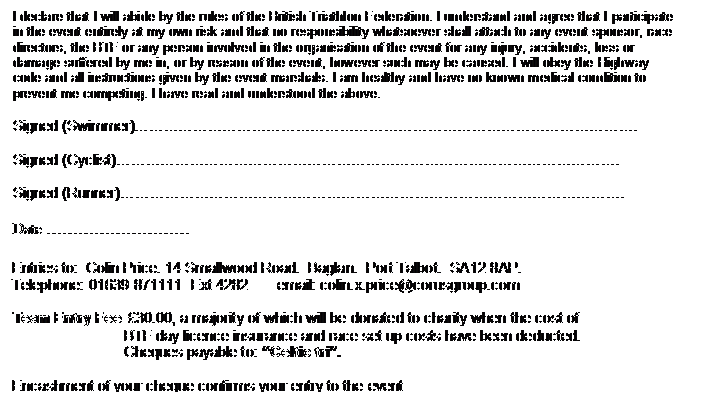 I declare that I will abide by the rules of the British Triathlon Federation. I understand and agree that I participate
in the event entirely at my own risk and that no responsibility whatsoever shall attach to any event sponsor, race
directors, the BTF or any person involved in the organisation of the event for any injury, accidents, loss or
damage suffered by me in, or by reason of the event, however such may be caused. I will obey the Highway
code and all instructions given by the event marshals. I am healthy and have no known medical condition to
prevent me competing. I have read and understood the above.
Signed (Swimmer)...............................................................................................
Signed (Cyclist)...............................................................................................
Signed (Runner)...............................................................................................
Date ...........................
Entries to: Colin Price. 14 Smallwood Road. Baglan. Port Talbot. SA12 8AP.
Telephone: 01639 871111 Ext 4282 email: colin.x.price@corusgroup.com
Team Entry Fee £30.00, a majority of which will be donated to charity when the cost of
BTF day licence insurance and race set up costs have been deducted.
Cheques payable to: "Celtic tri".
Encashment of your cheque confirms your entry to the event